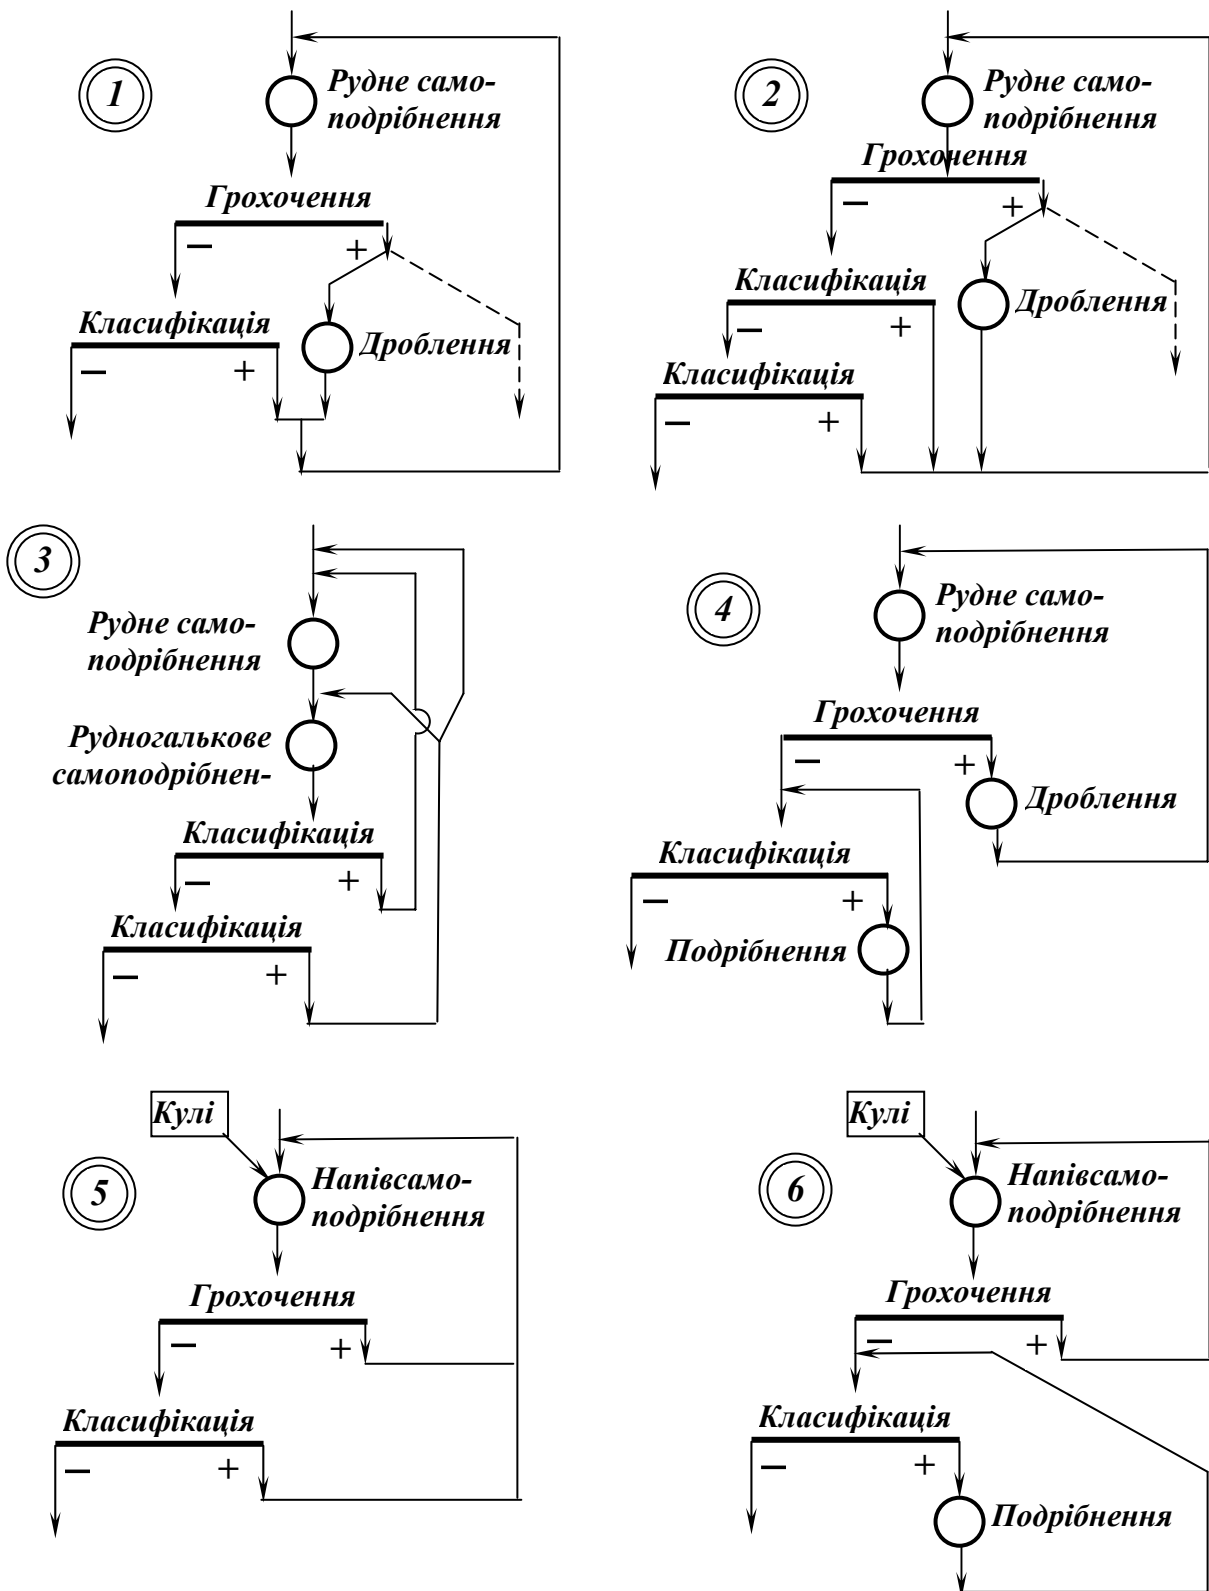 1
Рудне само-
подрібнення
Грохочення
–
+
Класифікація
–
+
Дроблення
2
Рудне само-
подрібнення
Грохочення
–
+
Класифікація
–
+
Дроблення
Класифікація
–
+
3
Рудне само-
подрібнення
Рудногалькове
самоподрібнен-
Класифікація
–
+
Класифікація
–
+
4
Рудне само-
подрібнення
Грохочення
–
+
Дроблення
Класифікація
–
+
Подрібнення
5
Кулі
Напівсамо-
подрібнення
Грохочення
–
+
Класифікація
–
+
6
Кулі
Напівсамо-
подрібнення
Грохочення
–
+
Класифікація
–
+
Подрібнення